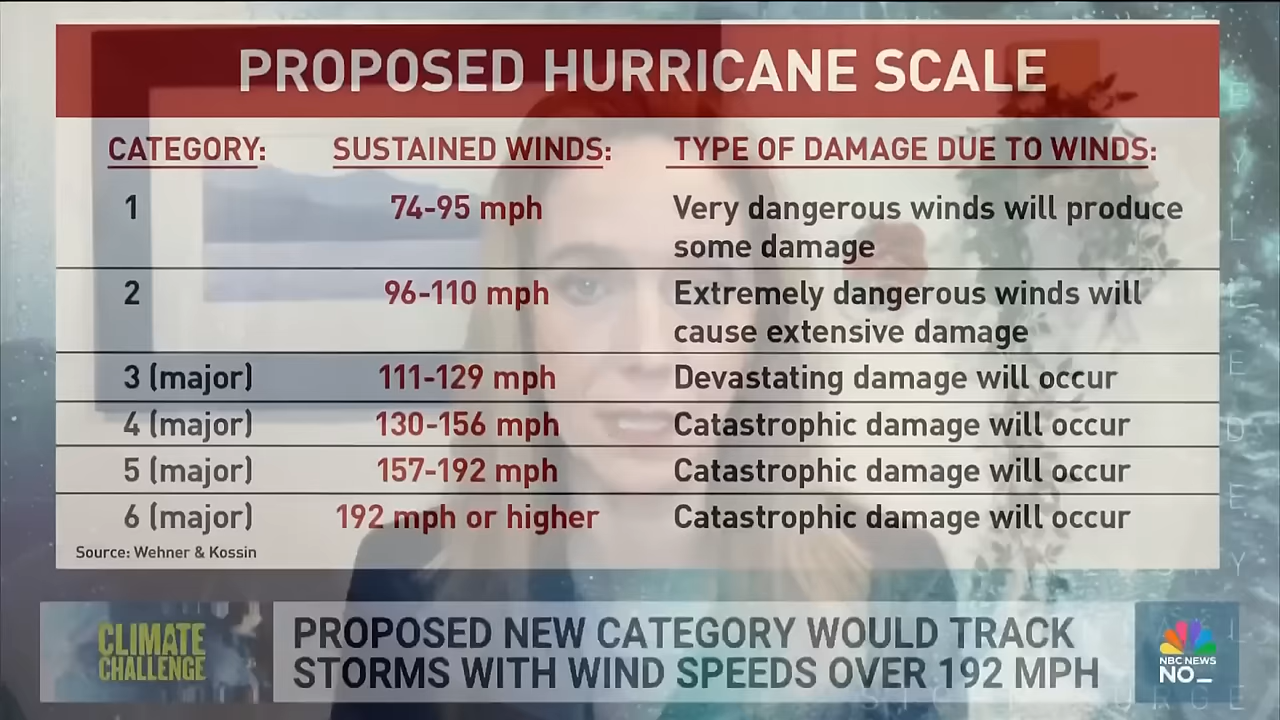 PROPOSED HURRICANE SCALE
CATEGORY: SUSTAINED WINDS: TYPE OF DAMAGE DUE TO WINDS:
1 74-95 mph Very dangerous winds will produce
some damage
2 96-110 mph Extremely dangerous winds will
cause extensive damage
3 (major) 111-129 mph Devastating damage will occur
4 (major) 130-156 mph Catastrophic damage will occur
5 (major) 157-192 mph Catastrophic damage will occur
6 (major) 192 mph or higher Catastrophic damage will occur
Source: Wehner & Kossin
CLIMATE
CHALLENGE
PROPOSED NEW CATEGORY WOULD TRACK
STORMS WITH WIND SPEEDS OVER 192 MPH
NBC NEWS
NO_